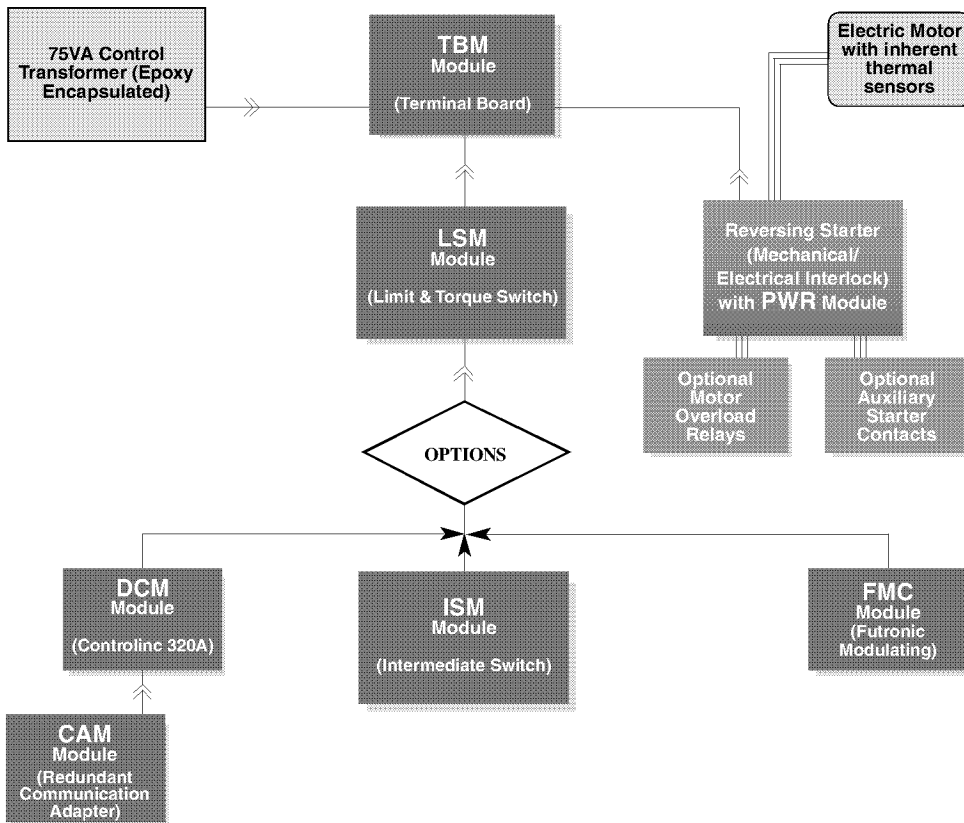 75VA Control
Transformer (Epoxy
Encapsulated)
TBM
Module
(Terminal Board)
Electric Motor
with inherent
thermal
sensors
LSM
Module
(Limit & Torque Switch)
Reversing Starter
(Mechanical/
Electrical Interlock)
with PWR Module
Optional
Motor
Overload
Relays
Optional
Auxiliary
Starter
Contacts
OPTIONS
DCM
Module
(Controlinc 320A)
ISM
Module
(Intermediate Switch)
FMC
Module
(Futronic
Modulating)
CAM
Module
(Redundant
Communication
Adapter)